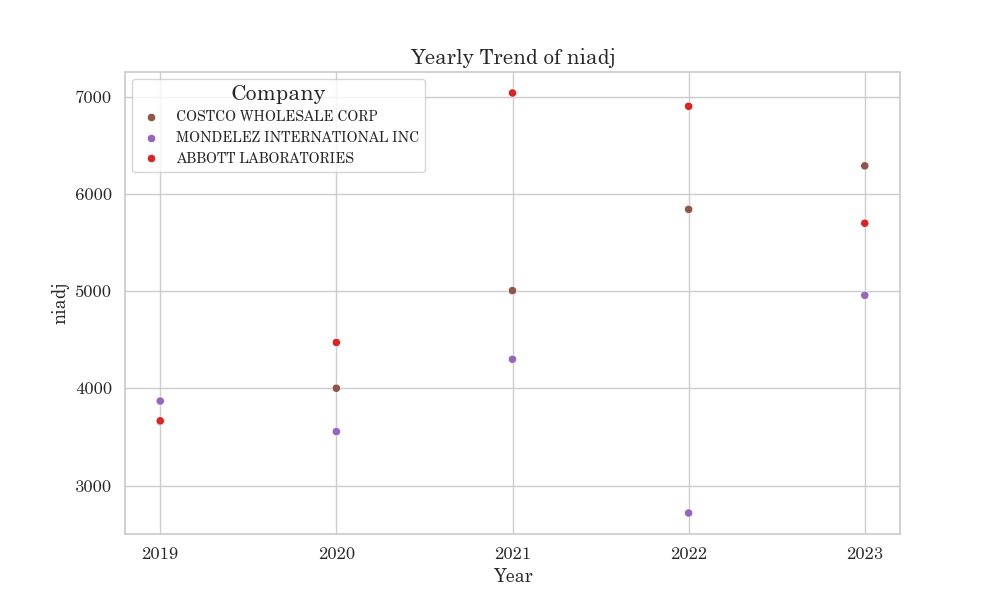 Yearly Trend of niadj
Company
COSTCO WHOLESALE CORP
MONDELEZ INTERNATIONAL INC
ABBOTT LABORATORIES
niadj
7000
6000
5000
4000
3000
2019 2020 2021 2022 2023
Year